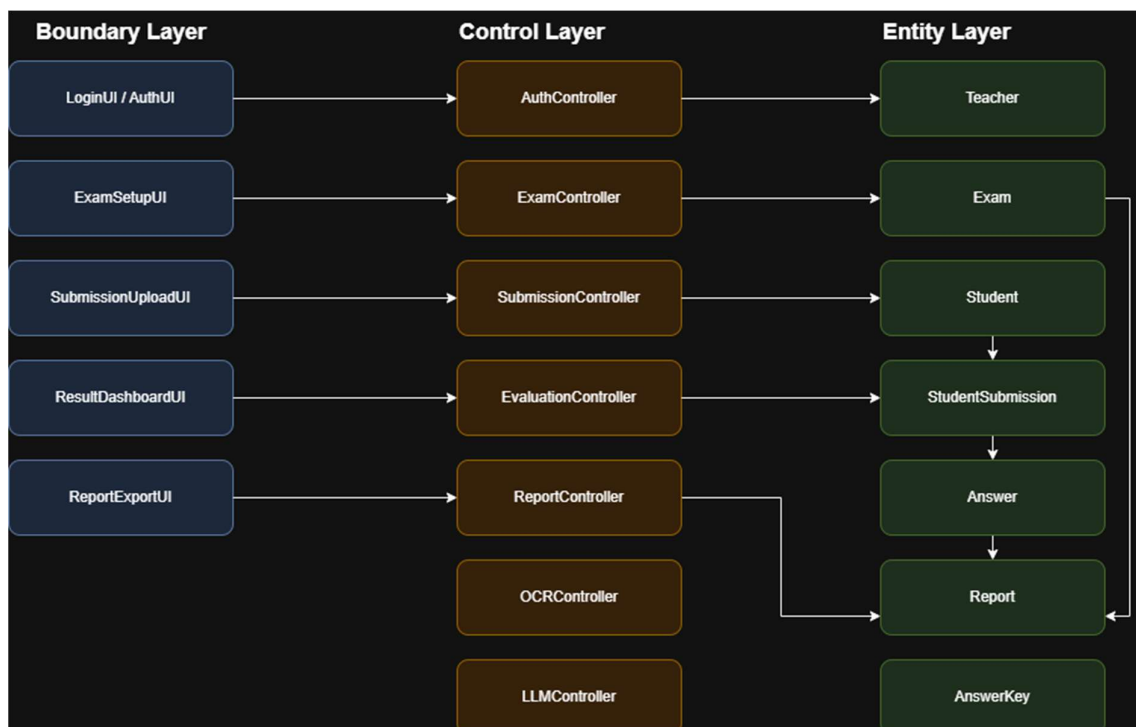 Boundary Layer
Control Layer
Entity Layer
LoginUI / AuthUI
AuthController
Teacher
ExamSetupUI
ExamController
Exam
SubmissionUploadUI
SubmissionController
Student
ResultDashboardUI
EvaluationController
StudentSubmission
ReportExportUI
ReportController
Answer
OCRController
Report
LLMController
AnswerKey